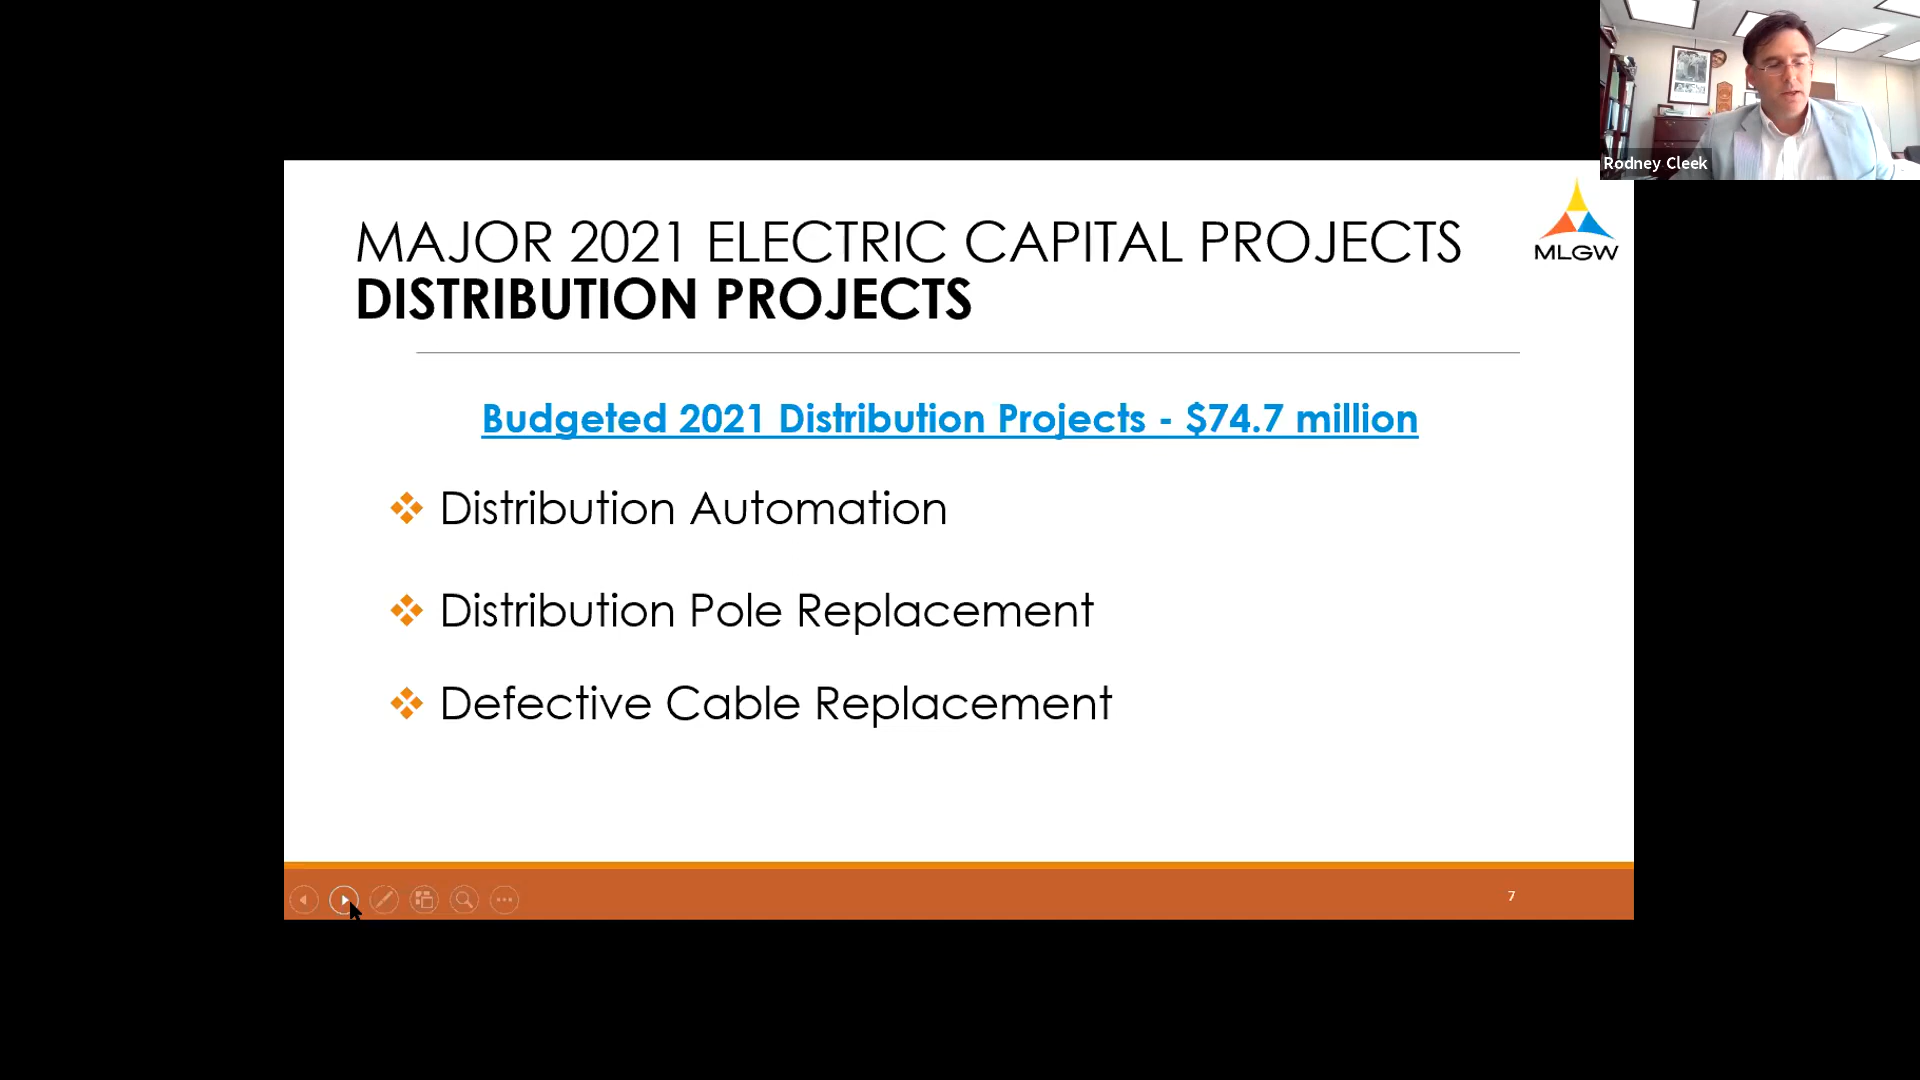 Rodney Cleek
MLGW
MAJOR 2021 ELECTRIC CAPITAL PROJECTS
DISTRIBUTION PROJECTS
Budgeted 2021 Distribution Projects - $74.7 million
Distribution Automation
Distribution Pole Replacement
Defective Cable Replacement
7